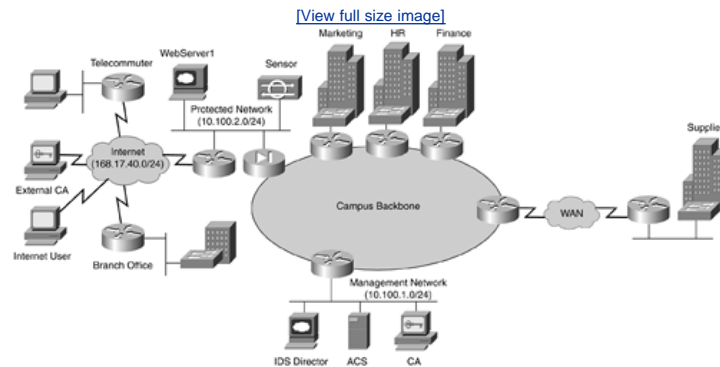 [View full size image]
Marketing
HR
Finance
WebServer1
Telecommuter
Sensor
Protected Network
(10.100.2.0/24)
Internet
(168.17.40.0/24)
External CA
Internet User
Branch Office
Campus Backbone
WAN
Supplie
Management Network
(10.100.1.0/24)
IDS Director
ACS
CA